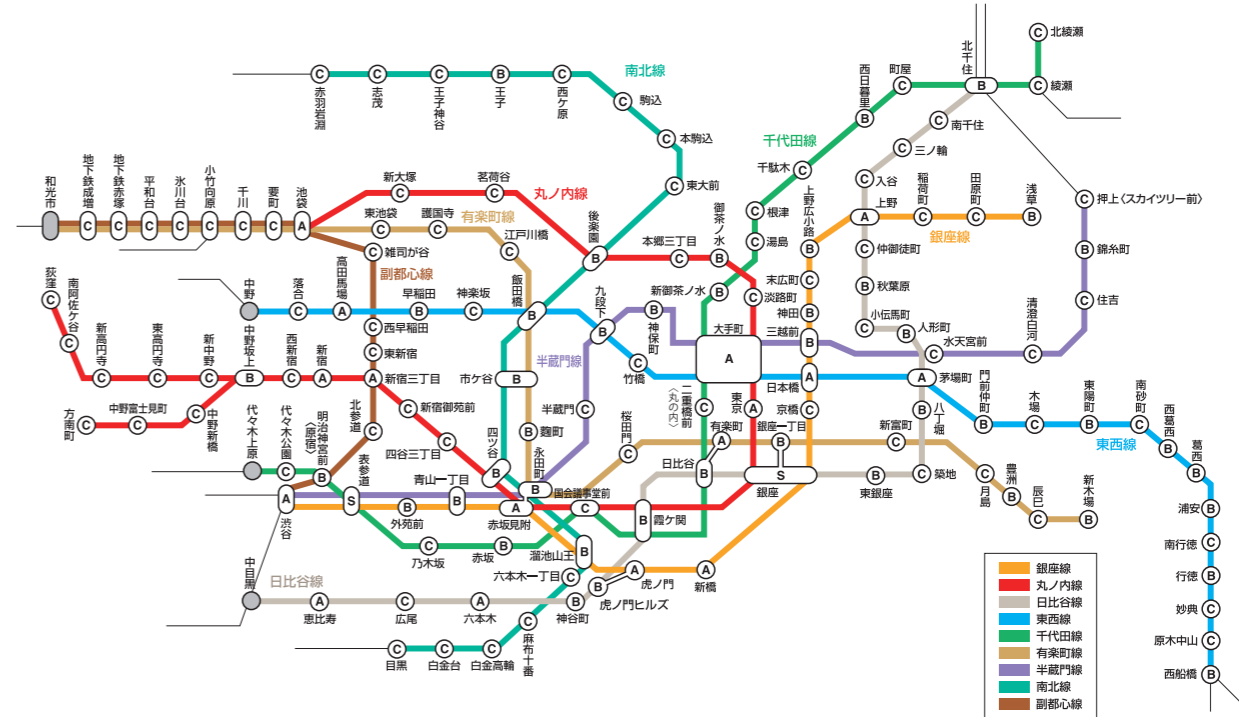 南北線
赤羽岩淵
志茂
王子神谷
王子
西ケ原
駒込
本駒込
東大前
千代田線
北綾瀬
綾瀬
北千住
町屋
西日暮里
千駄木
根津
湯島
新御茶ノ水
和光市
地下鉄成増
地下鉄赤塚
平和台
氷川台
小竹向原
千川
要町
池袋
丸ノ内線
新大塚
茗荷谷
後楽園
本郷三丁目
御茶ノ水
淡路町
有楽町線
東池袋
護国寺
江戸川橋
飯田橋
副都心線
雑司が谷
西早稲田
東新宿
北参道
銀座線
浅草
田原町
稲荷町
上野
上野広小路
末広町
神田
三越前
日本橋
京橋
南千住
三ノ輪
入谷
仲御徒町
秋葉原
小伝馬町
人形町
茅場町
八丁堀
築地
東銀座
銀座
押上〈スカイツリー前〉
錦糸町
住吉
清澄白河
水天宮前
荻窪
南阿佐ケ谷
新高円寺
東高円寺
新中野
中野坂上
西新宿
新宿
新宿三丁目
新宿御苑前
四谷三丁目
四ツ谷
方南町
中野富士見町
中野新橋
中野
落合
高田馬場
早稲田
神楽坂
九段下
竹橋
大手町
神保町
半蔵門線
半蔵門
市ケ谷
麴町
永田町
桜田門
有楽町
銀座一丁目
新富町
月島
豊洲
辰巳
新木場
二重橋前
〈丸の内〉
東京
日比谷
霞ケ関
国会議事堂前
赤坂見附
溜池山王
代々木上原
代々木公園
明治神宮前
〈原宿〉
表参道
渋谷
外苑前
青山一丁目
乃木坂
赤坂
虎ノ門
新橋
虎ノ門ヒルズ
神谷町
六本木
広尾
恵比寿
中目黒
日比谷線
六本木一丁目
麻布十番
白金高輪
白金台
目黒
門前仲町
木場
東陽町
南砂町
西葛西
葛西
東西線
浦安
南行徳
行徳
妙典
原木中山
西船橋
銀座線
丸ノ内線
日比谷線
東西線
千代田線
有楽町線
半蔵門線
南北線
副都心線